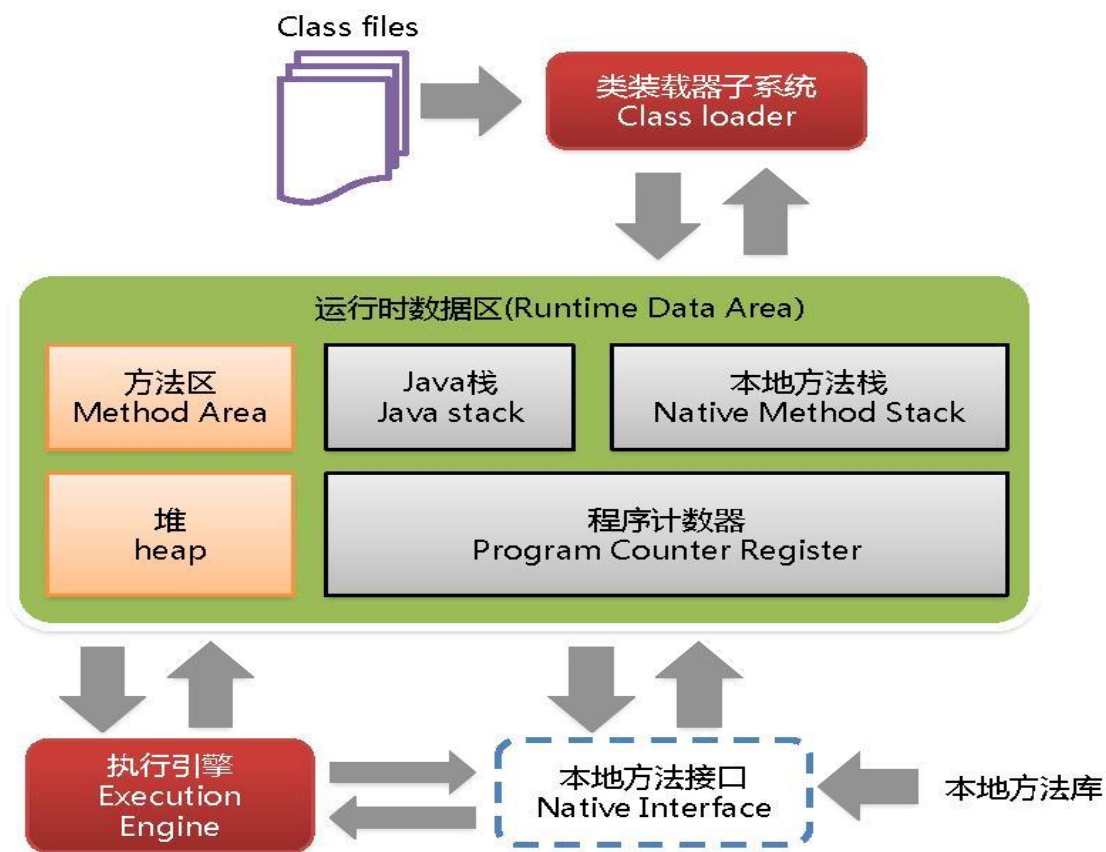 Class files
类装载器子系统
Class loader
运行时数据区(Runtime Data Area)
方法区
Method Area
Java栈
Java stack
本地方法栈
Native Method Stack
堆
heap
程序计数器
Program Counter Register
执行引擎
Execution
Engine
本地方法接口
Native Interface
本地方法库